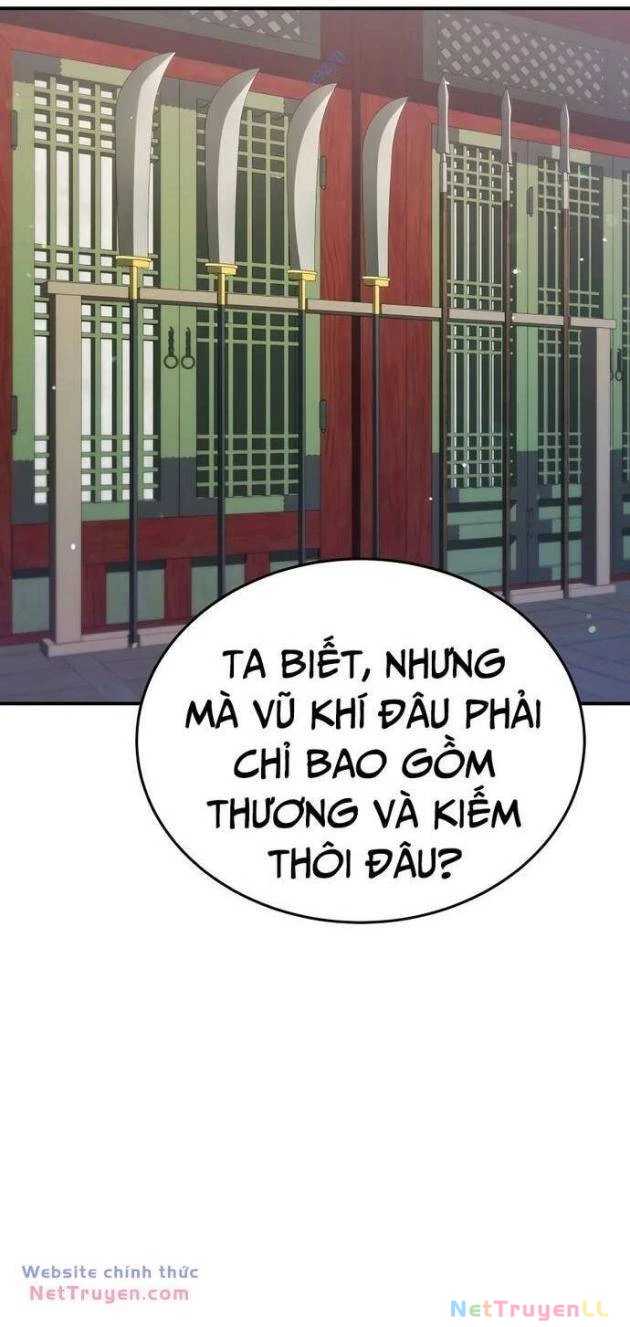 TA BIẾT, NHƯNG
MÀ VŨ KHÍ ĐÂU PHẢI
CHỈ BAO GỒM
THƯƠNG VÀ KIẾM
THÔI ĐÂU?
Website chính thức
NetTruyen.com
NetTruyenLL